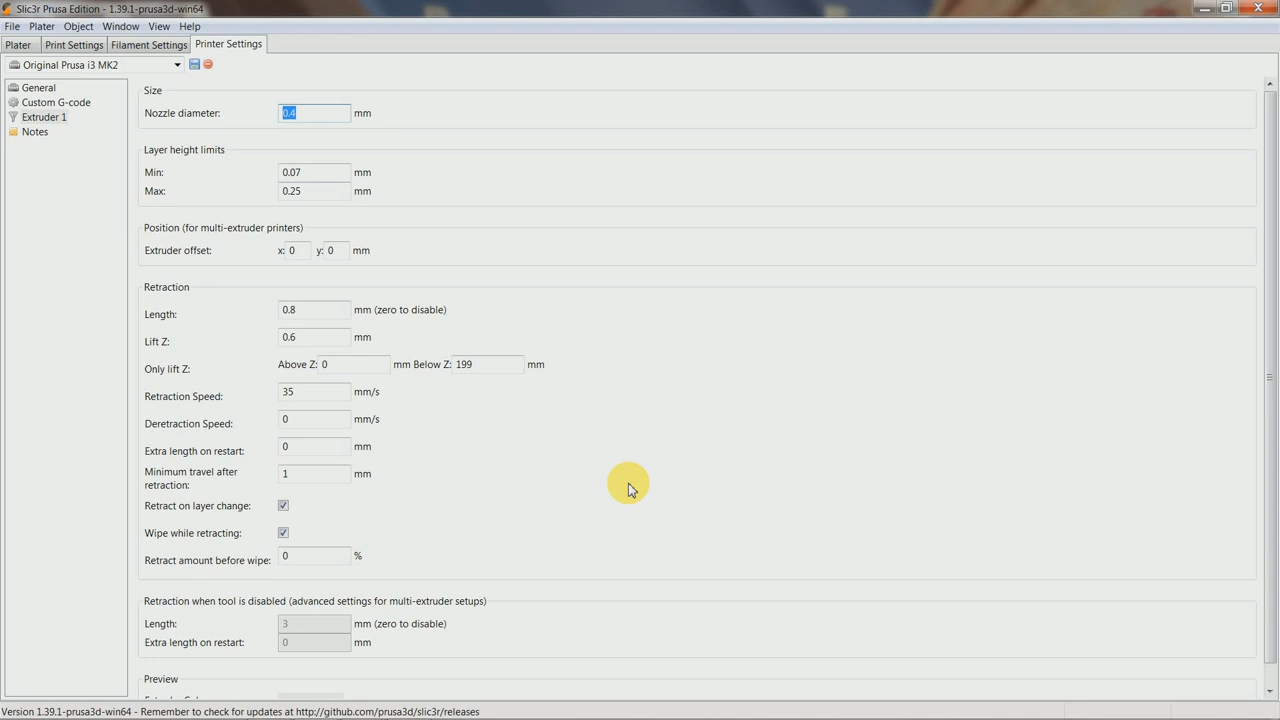 Slic3r Prusa Edition - 1.39.1-prusa3d-win64
File Plater Object Window View Help
Plater Print Settings Filament Settings Printer Settings
Original Prusa i3 MK2
General
Custom G-code
Extruder 1
Notes
Size
Nozzle diameter: 0.4 mm
Layer height limits
Min: 0.07 mm
Max: 0.25 mm
Position (for multi-extruder printers)
Extruder offset: x: 0 y: 0 mm
Retraction
Length: 0.8 mm (zero to disable)
Lift Z: 0.6 mm
Only lift Z: Above Z: 0 mm Below Z: 199 mm
Retraction Speed: 35 mm/s
Deretraction Speed: 0 mm/s
Extra length on restart: 0 mm
Minimum travel after
retraction: 1 mm
Retract on layer change:
Wipe while retracting:
Retract amount before wipe: 0 %
Retraction when tool is disabled (advanced settings for multi-extruder setups)
Length: 3 mm (zero to disable)
Extra length on restart: 0 mm
Preview
Version 1.39.1-prusa3d-win64 - Remember to check for updates at http://github.com/prusa3d/slic3r/releases